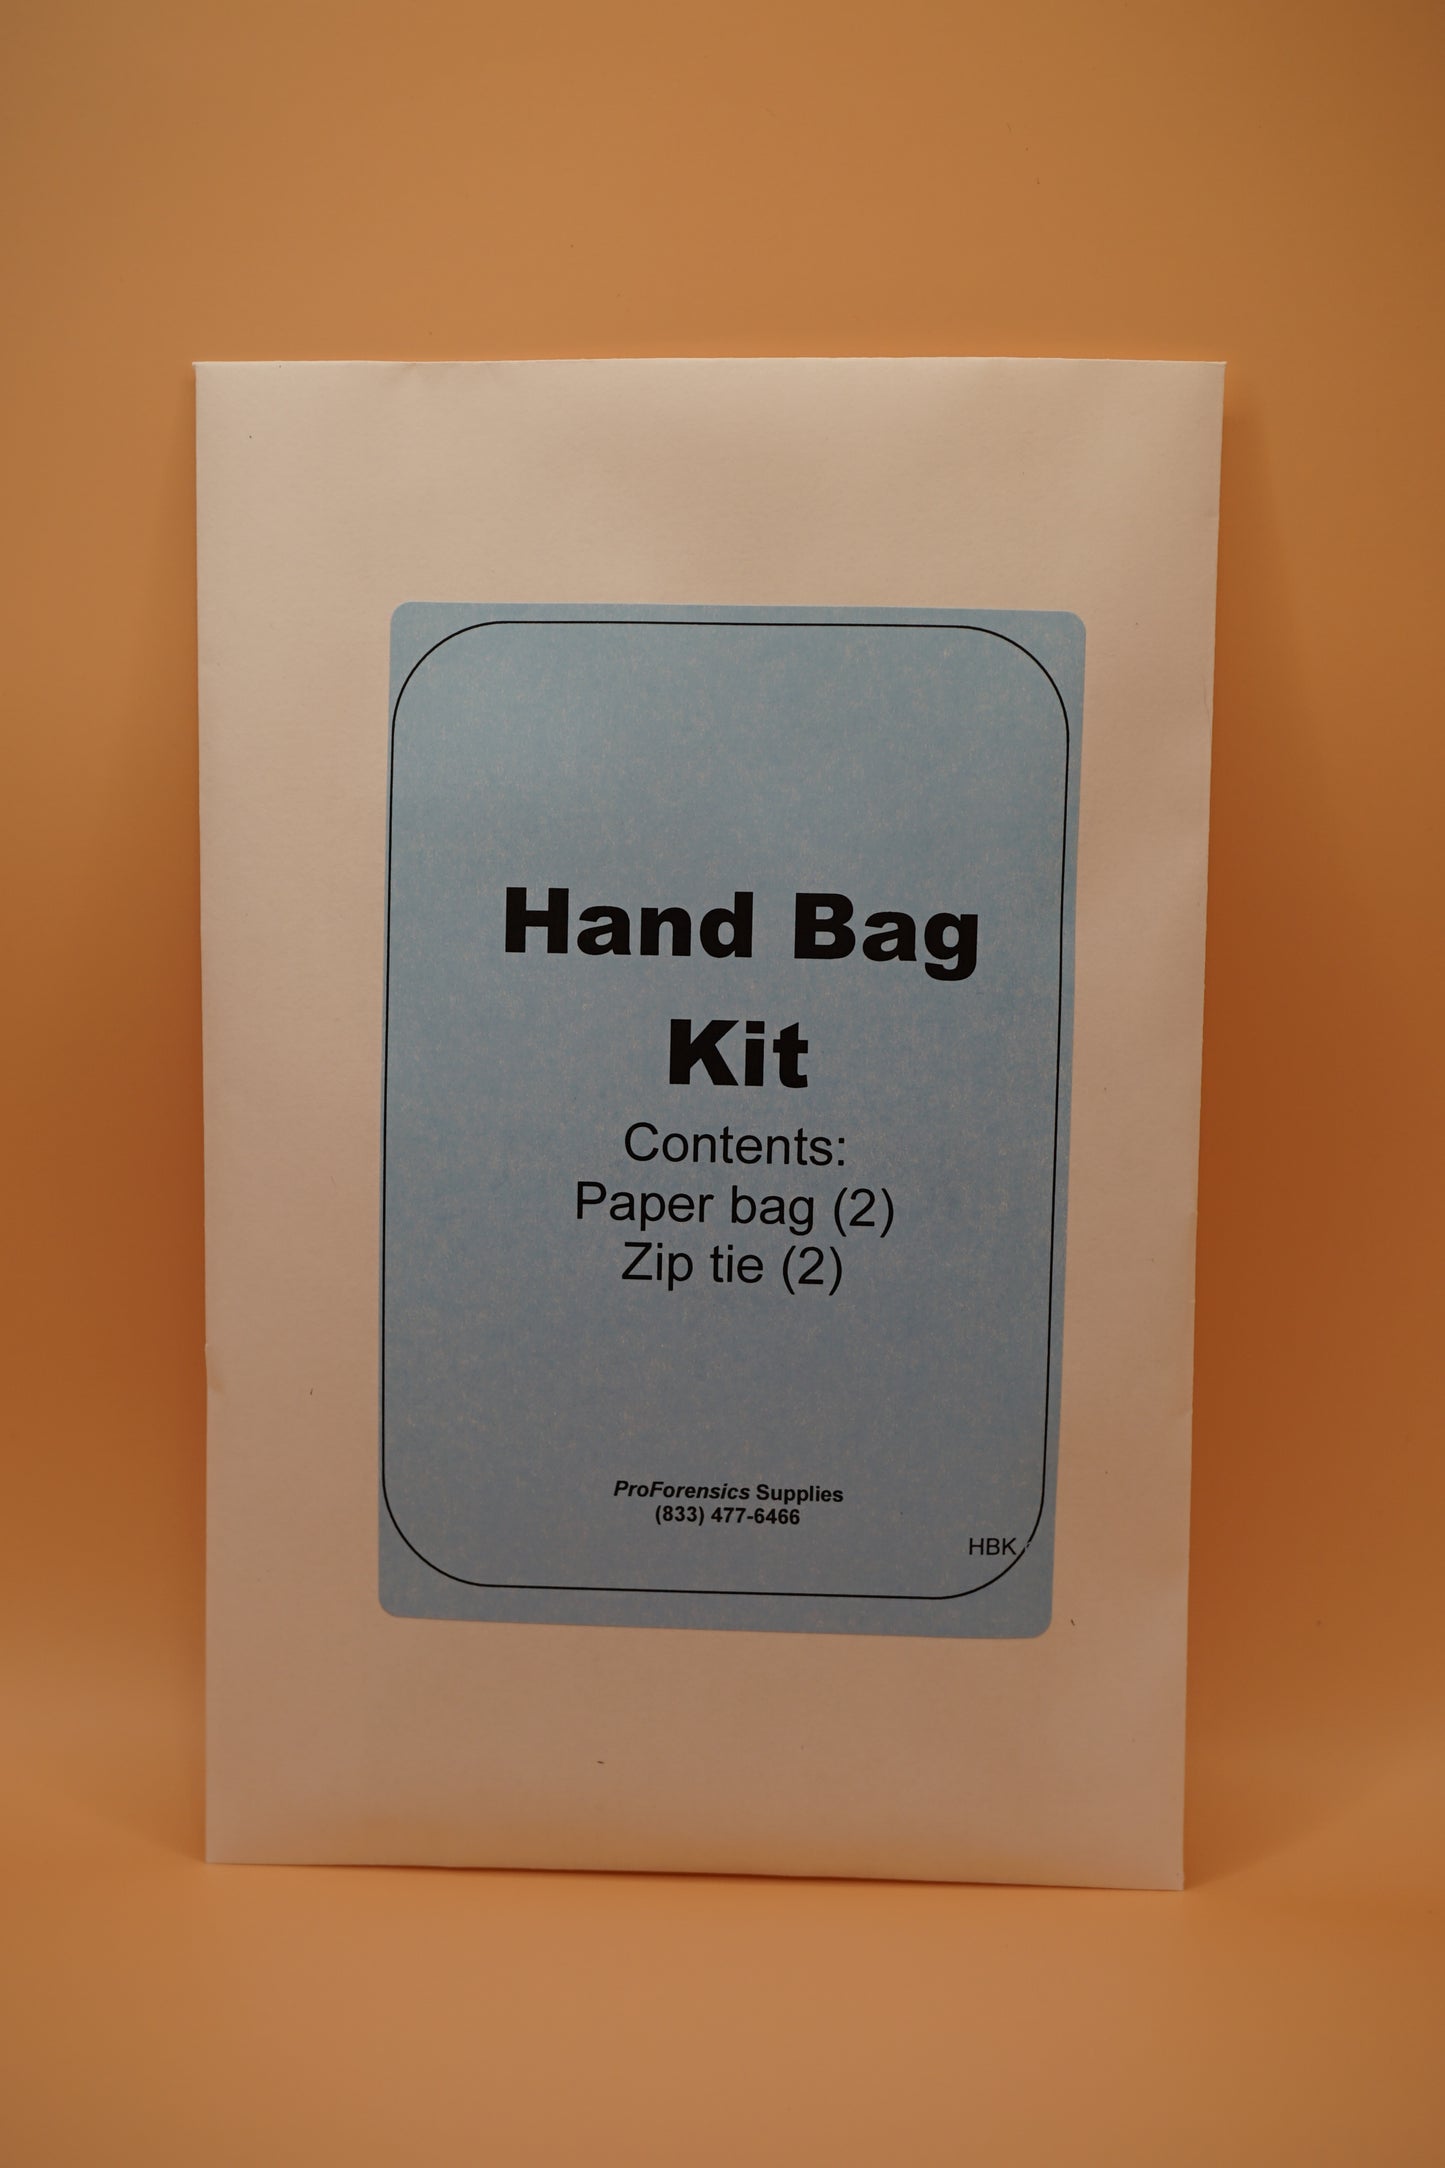 Hand Bag
Kit
Contents:
Paper bag (2)
Zip tie (2)
ProForensics Supplies
(833) 477-6466
HBK